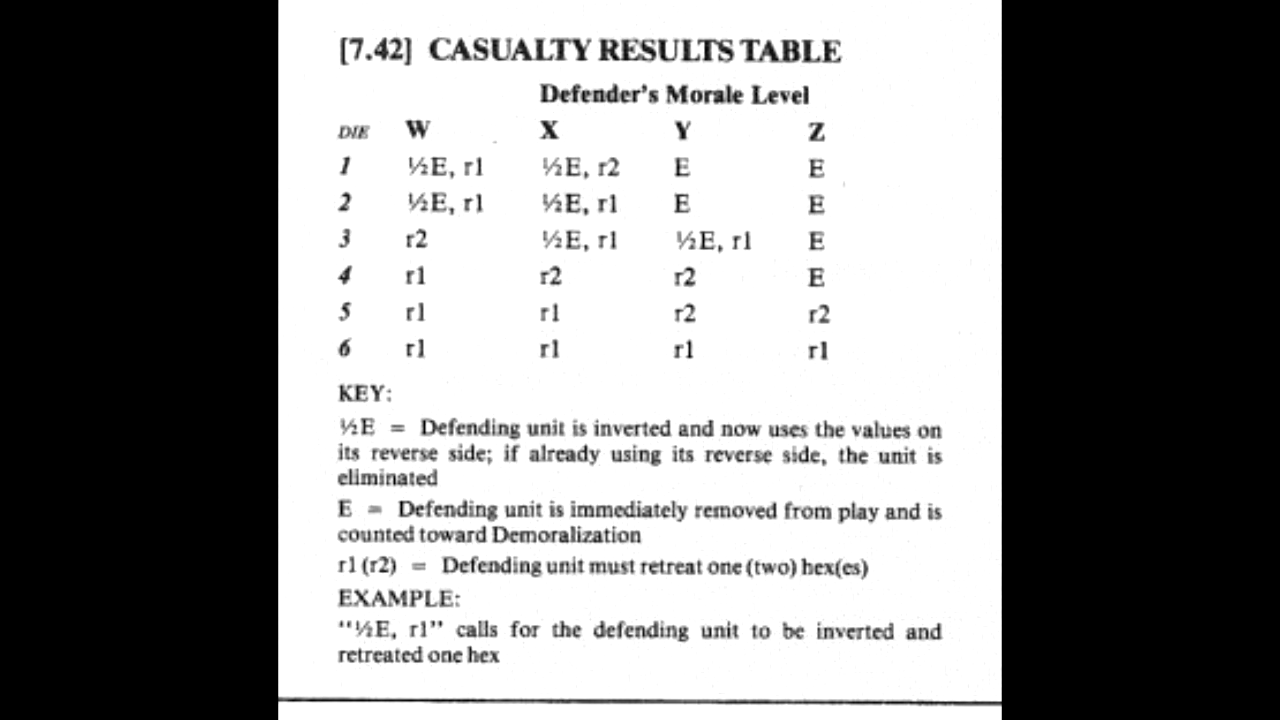 [7.42] CASUALTY RESULTS TABLE
Defender's Morale Level
DIE W X Y Z
1 ½E, r1 ½E, r2 E E
2 ½E, r1 ½E, r1 E E
3 r2 ½E, r1 ½E, r1 E
4 r1 r2 r2 E
5 r1 r1 r2 r2
6 r1 r1 r1 r1
KEY:
½E = Defending unit is inverted and now uses the values on
its reverse side; if already using its reverse side, the unit is
eliminated
E = Defending unit is immediately removed from play and is
counted toward Demoralization
r1 (r2) = Defending unit must retreat one (two) hex(es)
EXAMPLE:
"½E, r1" calls for the defending unit to be inverted and
retreated one hex